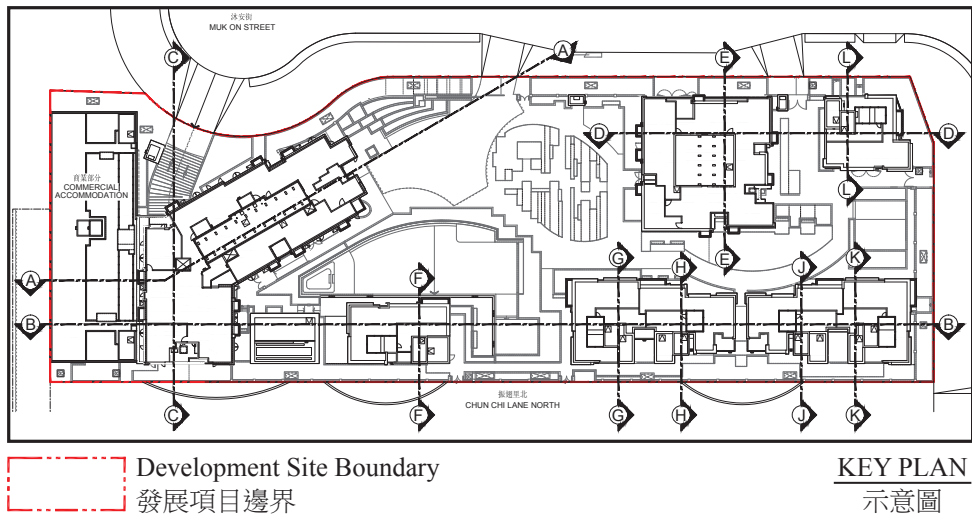 沐安街
MUK ON STREET
C
A
E
L
D
D
商業部分
COMMERCIAL
ACCOMMODATION
L
E
G
H
J
K
A
F
B
B
C
F
G
H
J
K
振翅里北
CHUN CHI LANE NORTH
Development Site Boundary
發展項目邊界
KEY PLAN
示意圖